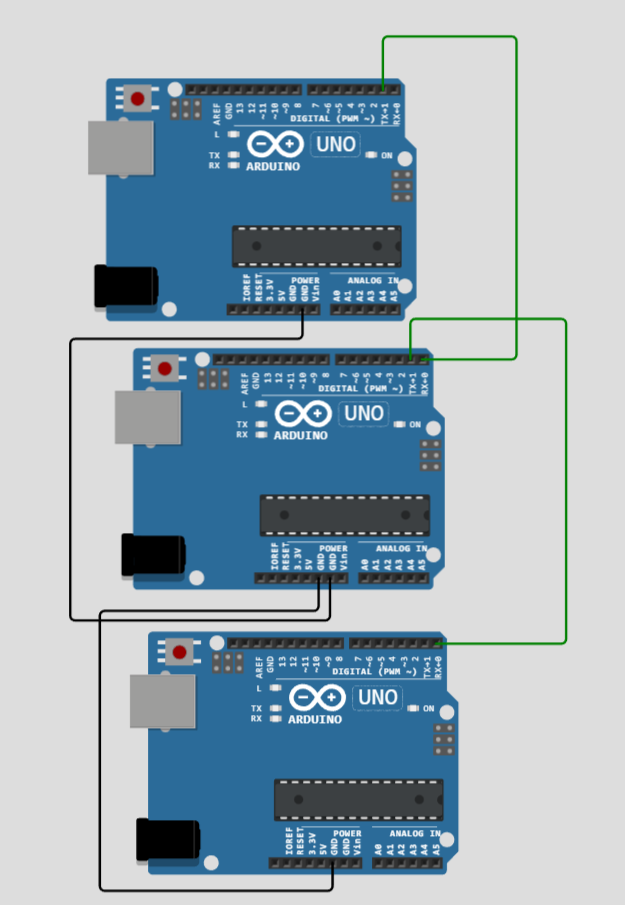 AREF GND 13 12 ~11 ~10 ~9 8 7 ~6 ~5 4 ~3 2 TX→1 RX←0
DIGITAL (PWM ~)
L
TX
RX
UNO
ON
ARDUINO
POWER
ANALOG IN
IOREF RESET 3.3V 5V GND GND Vin A0 A1 A2 A3 A4 A5
AREF GND 13 12 ~11 ~10 ~9 8 7 ~6 ~5 4 ~3 2 TX→1 RX←0
DIGITAL (PWM ~)
L
TX
RX
UNO
ON
ARDUINO
POWER
ANALOG IN
IOREF RESET 3.3V 5V GND GND Vin A0 A1 A2 A3 A4 A5
AREF GND 13 12 ~11 ~10 ~9 8 7 ~6 ~5 4 ~3 2 TX→1 RX←0
DIGITAL (PWM ~)
L
TX
RX
UNO
ON
ARDUINO
POWER
ANALOG IN
IOREF RESET 3.3V 5V GND GND Vin A0 A1 A2 A3 A4 A5